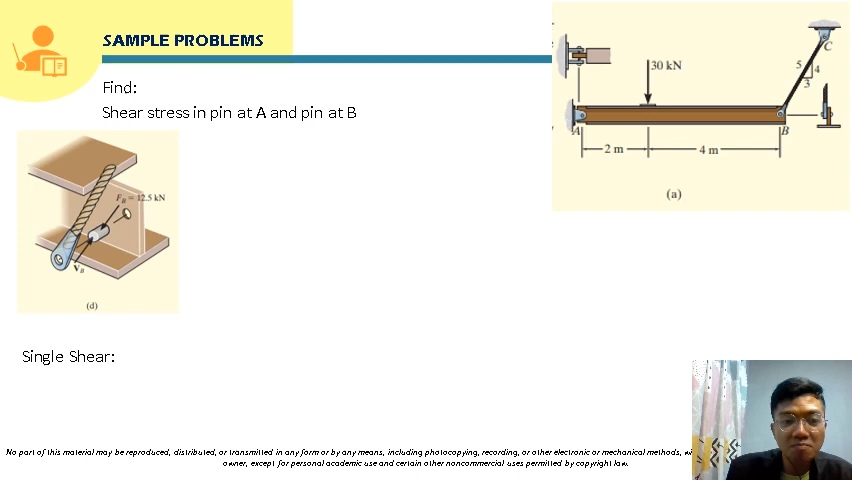 SAMPLE PROBLEMS
Find:
Shear stress in pin at A and pin at B
30 kN
C
5
4
3
A
B
2 m
4 m
(a)
F_B = 12.5 kN
V_B
(d)
Single Shear:
No part of this material may be reproduced, distributed, or transmitted in any form or by any means, including photocopying, recording, or other electronic or mechanical methods,
owner, except for personal academic use and certain other noncommercial uses permitted by copyright law.